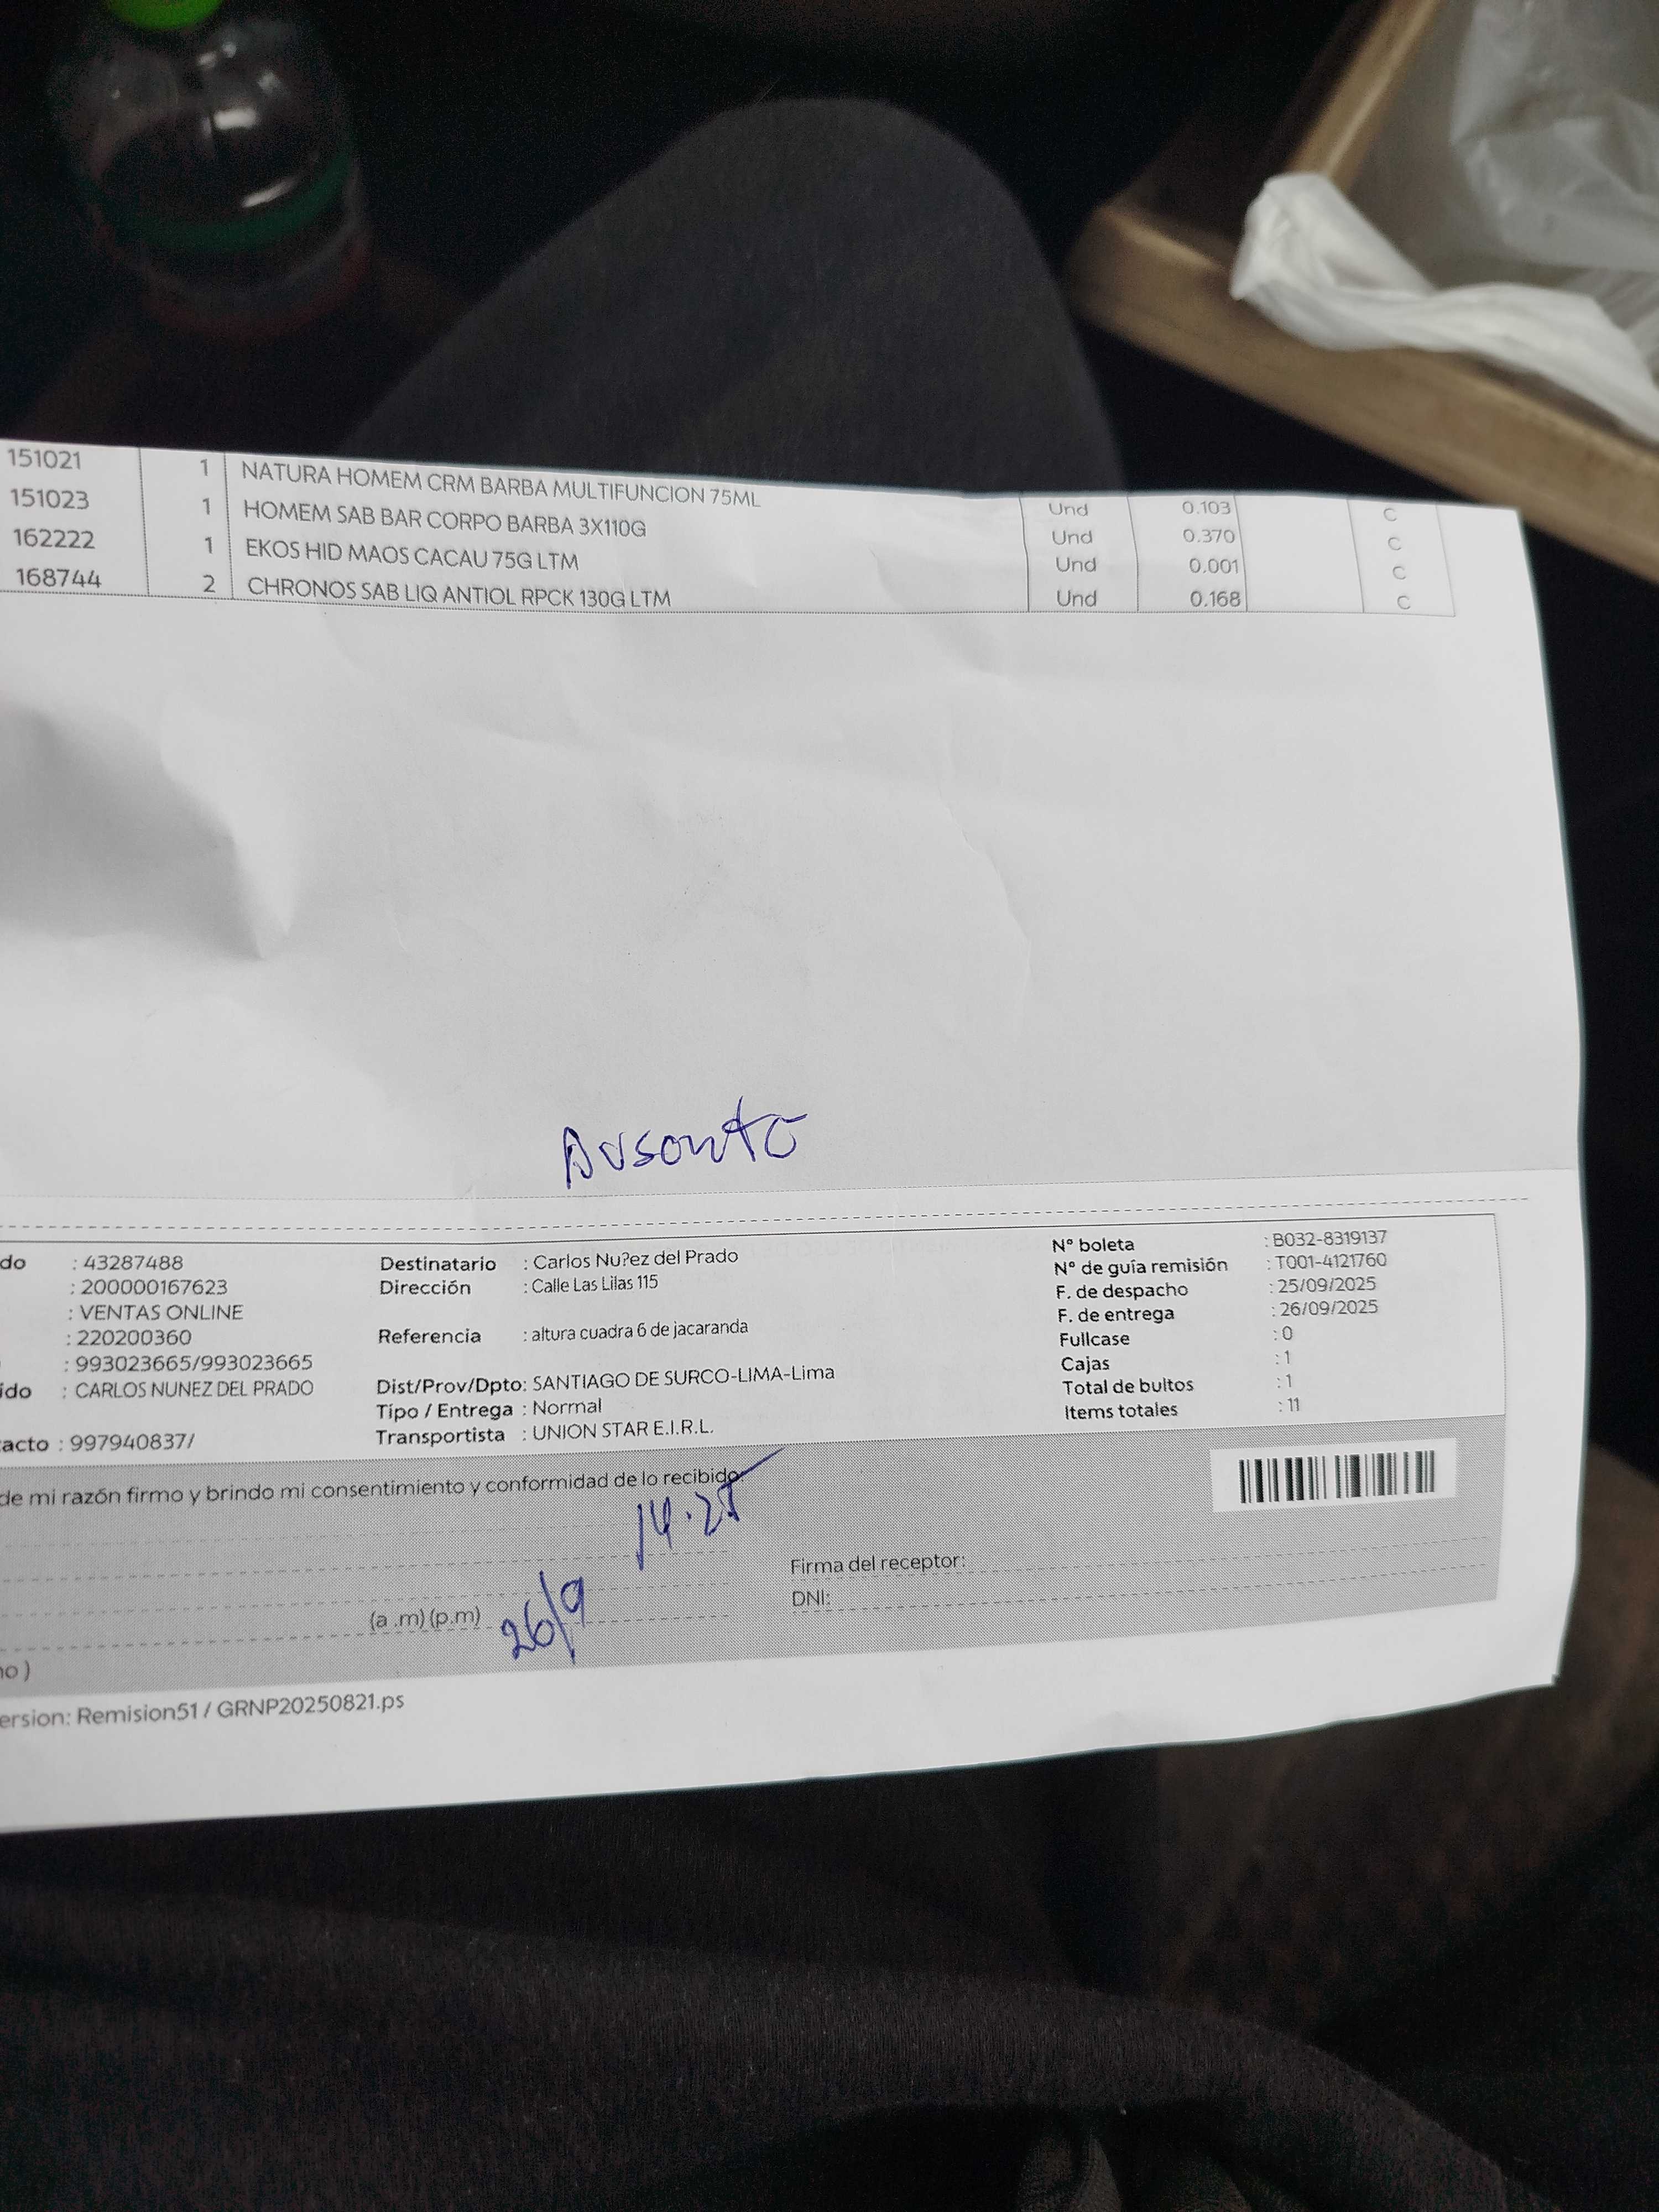 151021 1 NATURA HOMEM CRM BARBA MULTIFUNCION 75ML Und 0.103 C
151023 1 HOMEM SAB BAR CORPO BARBA 3X110G Und 0.370 C
162222 1 EKOS HID MAOS CACAU 75G LTM Und 0.001 C
168744 2 CHRONOS SAB LIQ ANTIOL RPCK 130G LTM Und 0.168 C
Ausente
do : 43287488
: 200000167623
: VENTAS ONLINE
: 220200360
: 993023665/993023665
ido : CARLOS NUNEZ DEL PRADO
tacto : 997940837/
Destinatario : Carlos Nu?ez del Prado
Dirección : Calle Las Lilas 115
Referencia : altura cuadra 6 de jacaranda
Dist/Prov/Dpto: SANTIAGO DE SURCO-LIMA-Lima
Tipo / Entrega : Normal
Transportista : UNION STAR E.I.R.L.
N° boleta : B032-8319137
N° de guía remisión : T001-4121760
F. de despacho : 25/09/2025
F. de entrega : 26/09/2025
Fullcase : 0
Cajas : 1
Total de bultos : 1
Items totales : 11
de mi razón firmo y brindo mi consentimiento y conformidad de lo recibido.
14.25
Firma del receptor:
DNI:
(a .m) (p.m) 26/9
no )
ersion: Remision51 / GRNP20250821.ps